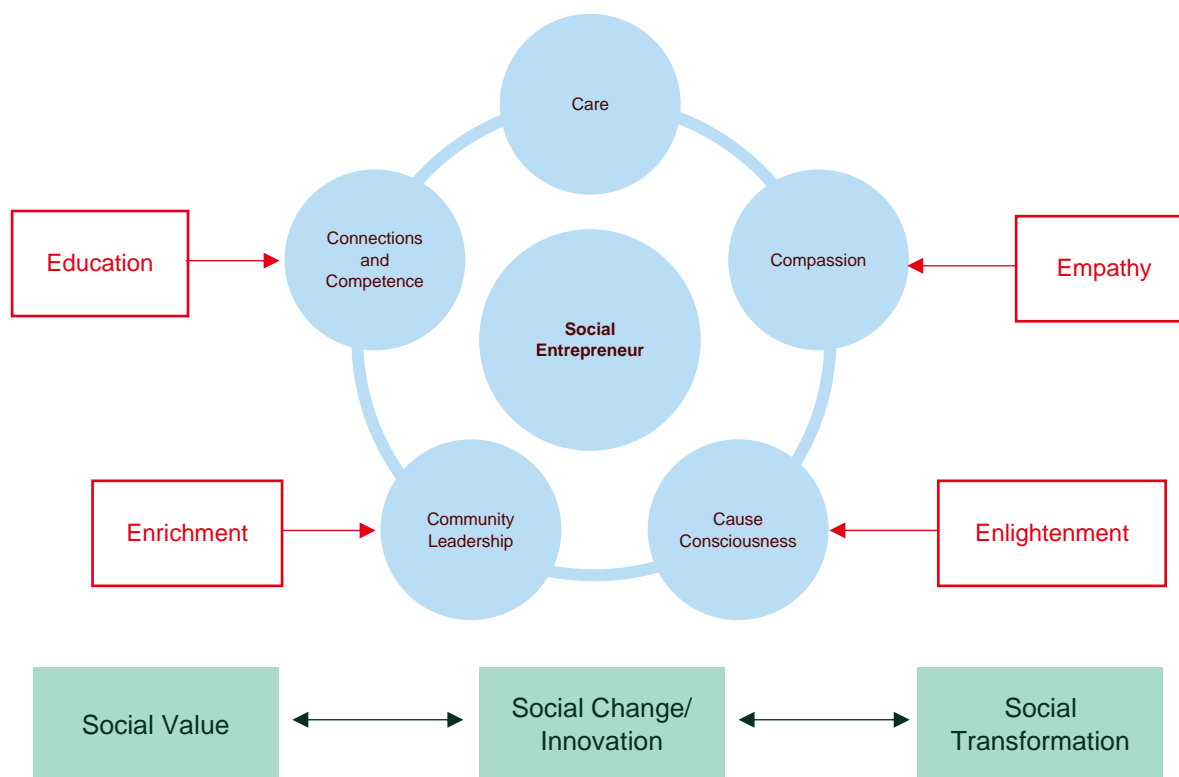 Care
Connections
and
Competence
Compassion
Education
Empathy
Social
Entrepreneur
Community
Leadership
Cause
Consciousness
Enrichment
Enlightenment
Social Value
Social Change/
Innovation
Social
Transformation